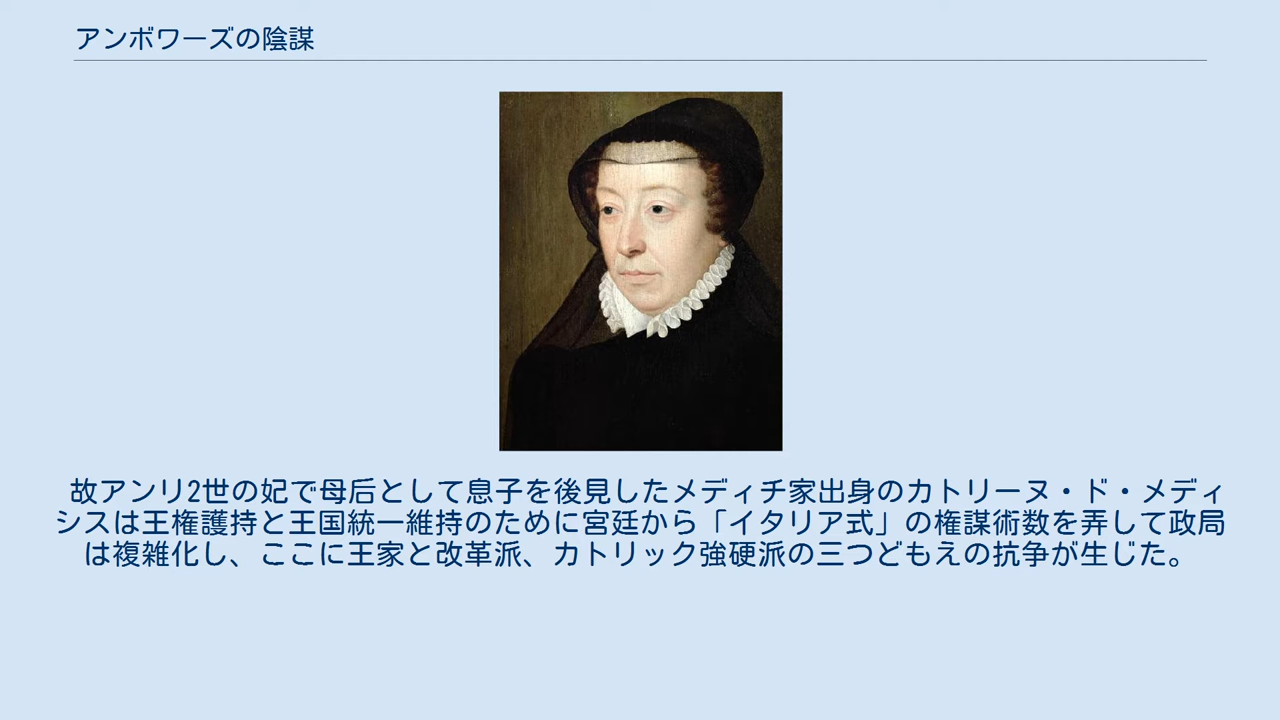 アンボワーズの陰謀
故アンリ2世の妃で母后として息子を後見したメディチ家出身のカトリーヌ・ド・メディ
シスは王権護持と王国統一維持のために宮廷から「イタリア式」の権謀術数を弄して政局
は複雑化し、ここに王家と改革派、カトリック強硬派の三つどもえの抗争が生じた。